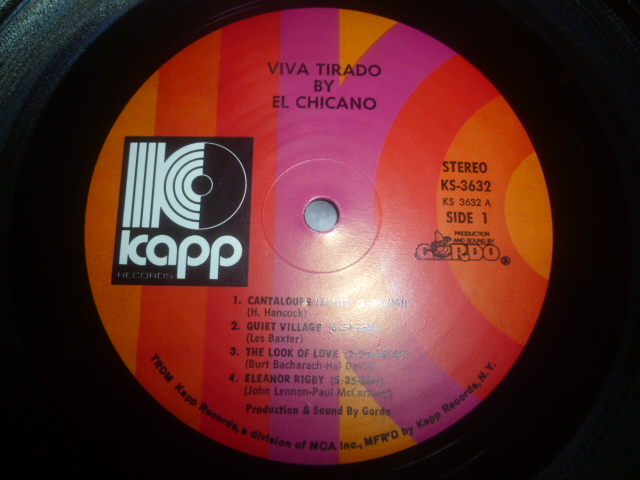 VIVA TIRADO
BY
EL CHICANO
STEREO
KS-3632
KS 3632 A
SIDE 1
PRODUCTION
AND SOUND BY
GORDO®
kapp
RECORDS
1. CANTALOUPE
(H. Hancock)
2. QUIET VILLAGE
(Les Baxter)
3. THE LOOK OF LOVE
(Burt Bacharach-Hal David)
4. ELEANOR RIGBY
(John Lennon-Paul McCartney)
Production & Sound By Gordo
TRDM Kapp Records, a division of MCA Inc., MFR'D by Kapp Records, N.Y.